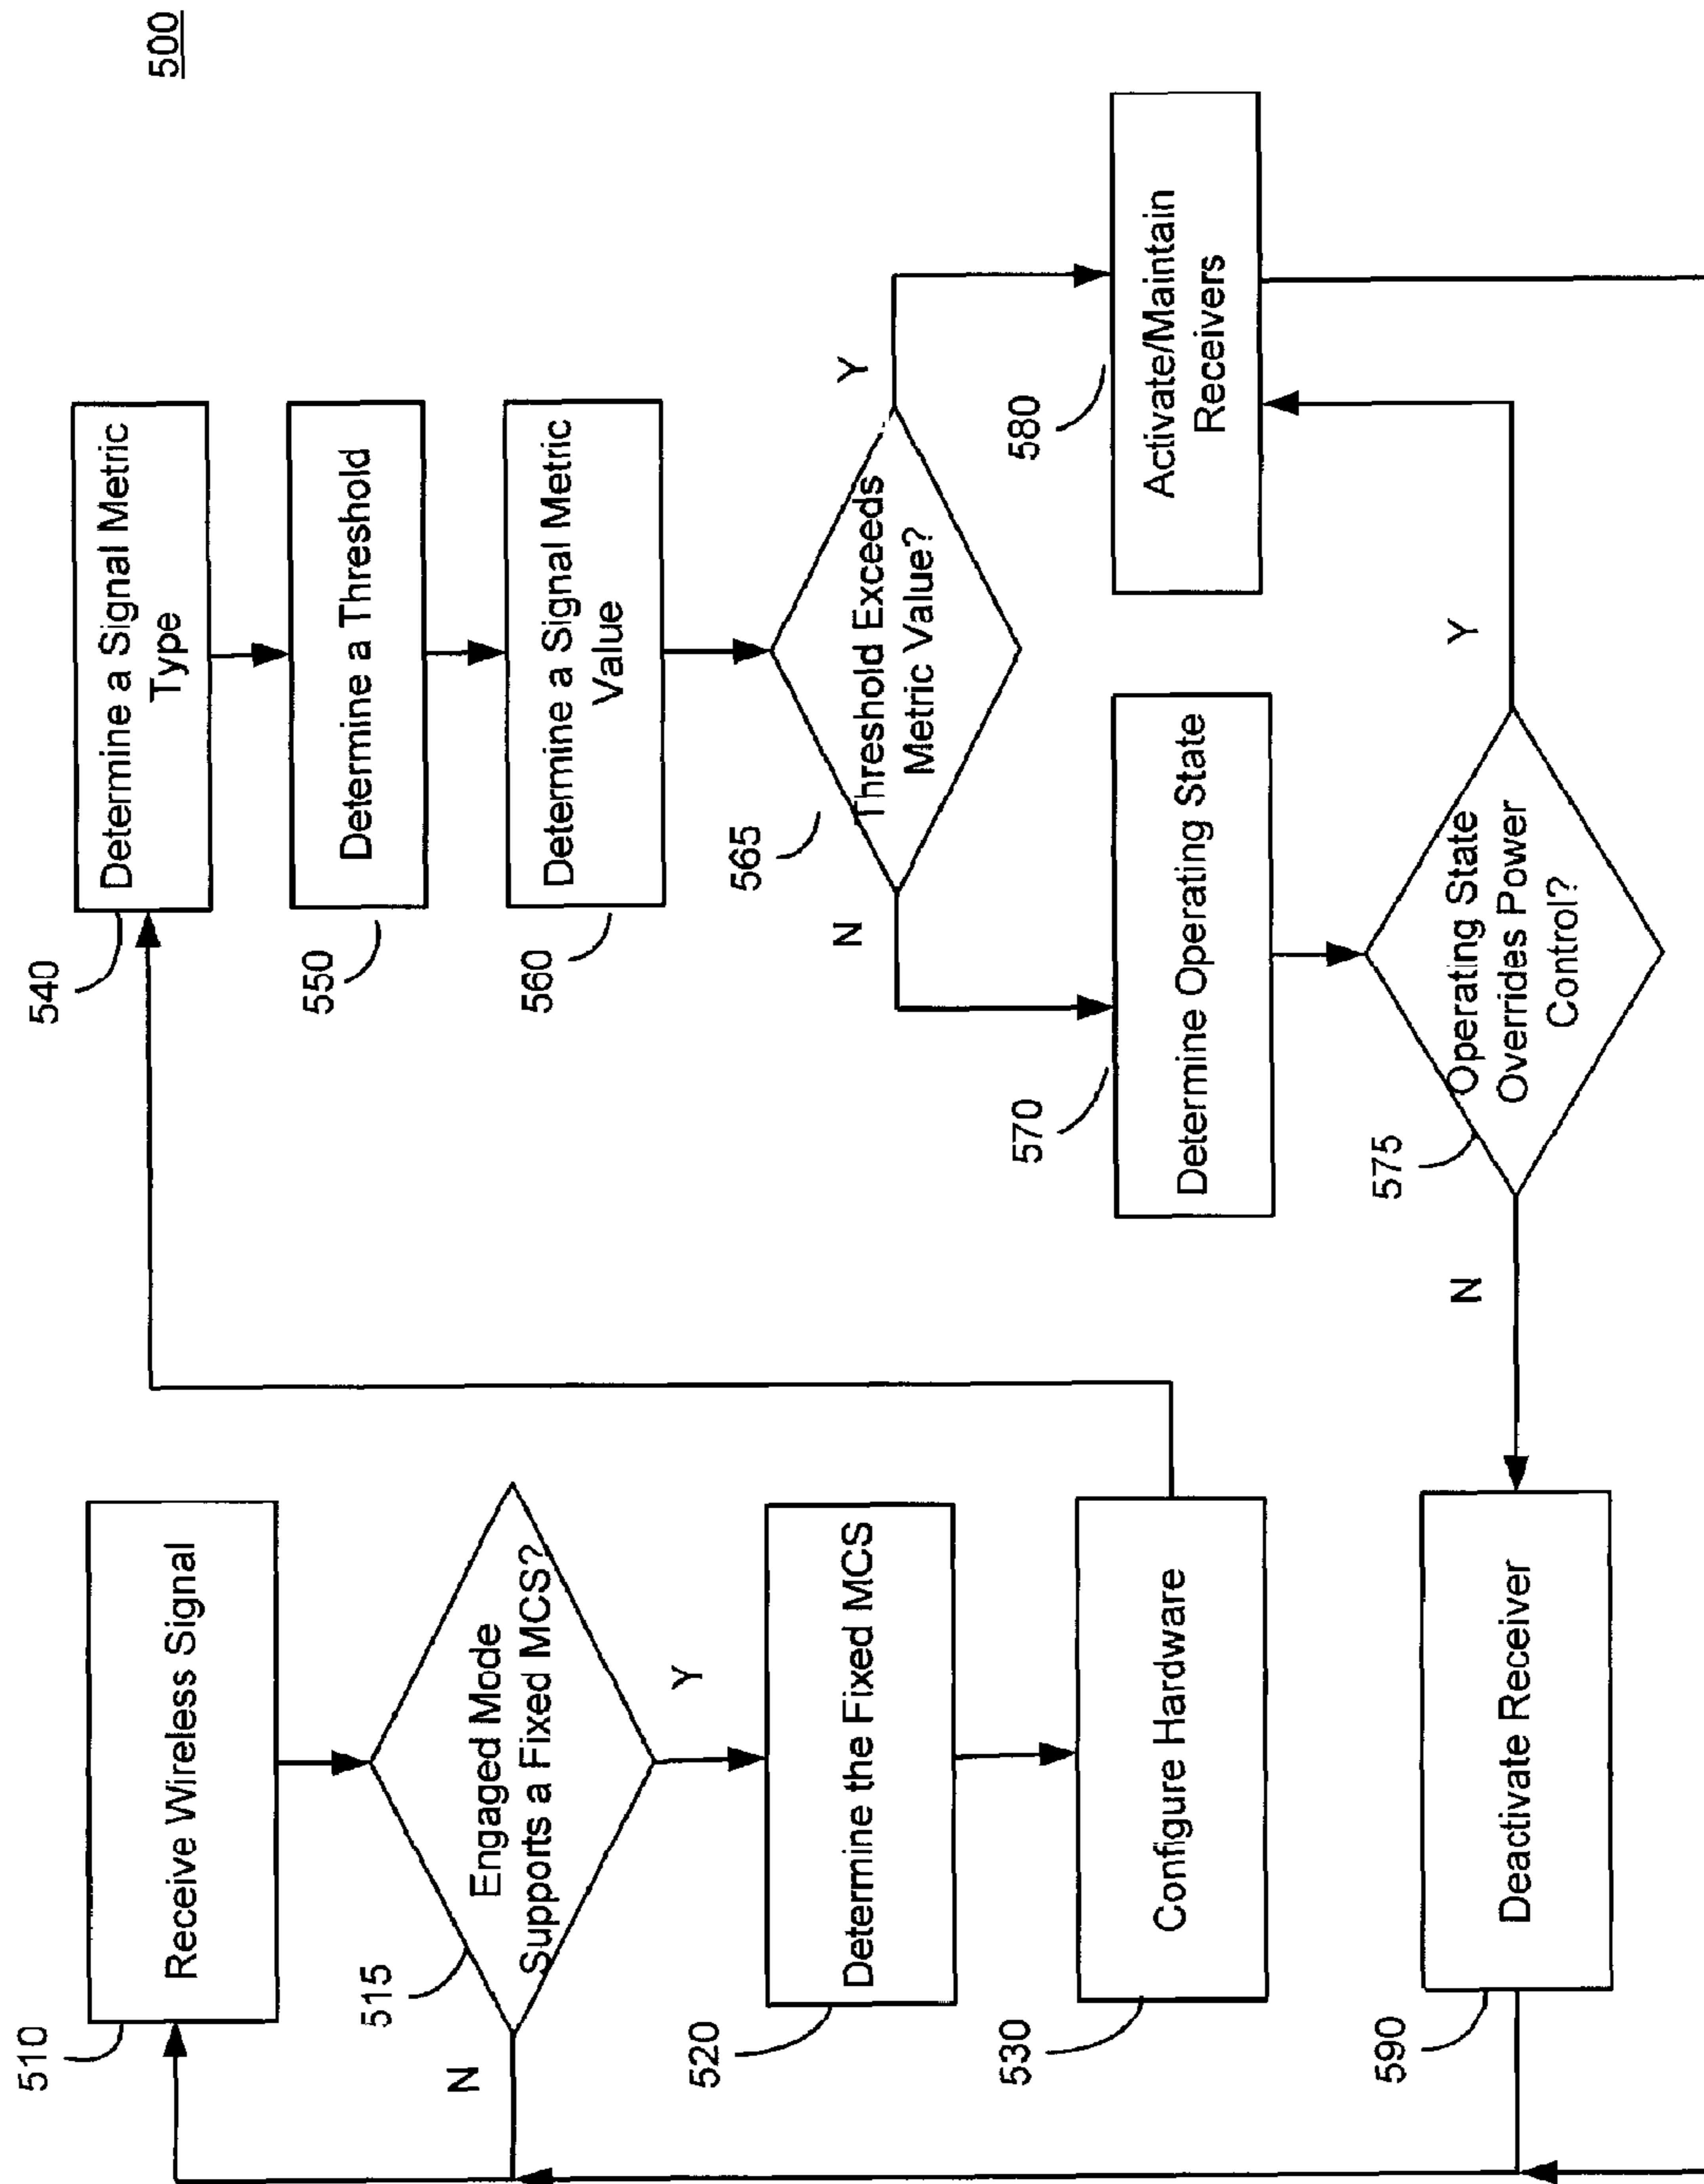 500
510
Receive Wireless Signal
515
Engaged Mode
Supports a Fixed MCS?
N
Y
520
Determine the Fixed MCS
530
Configure Hardware
540
Determine a Signal Metric
Type
550
Determine a Threshold
560
Determine a Signal Metric
Value
565
Threshold Exceeds
Metric Value?
N
Y
570
Determine Operating State
575
Operating State
Overrides Power
Control?
N
Y
580
Activate/Maintain
Receivers
590
Deactivate Receiver